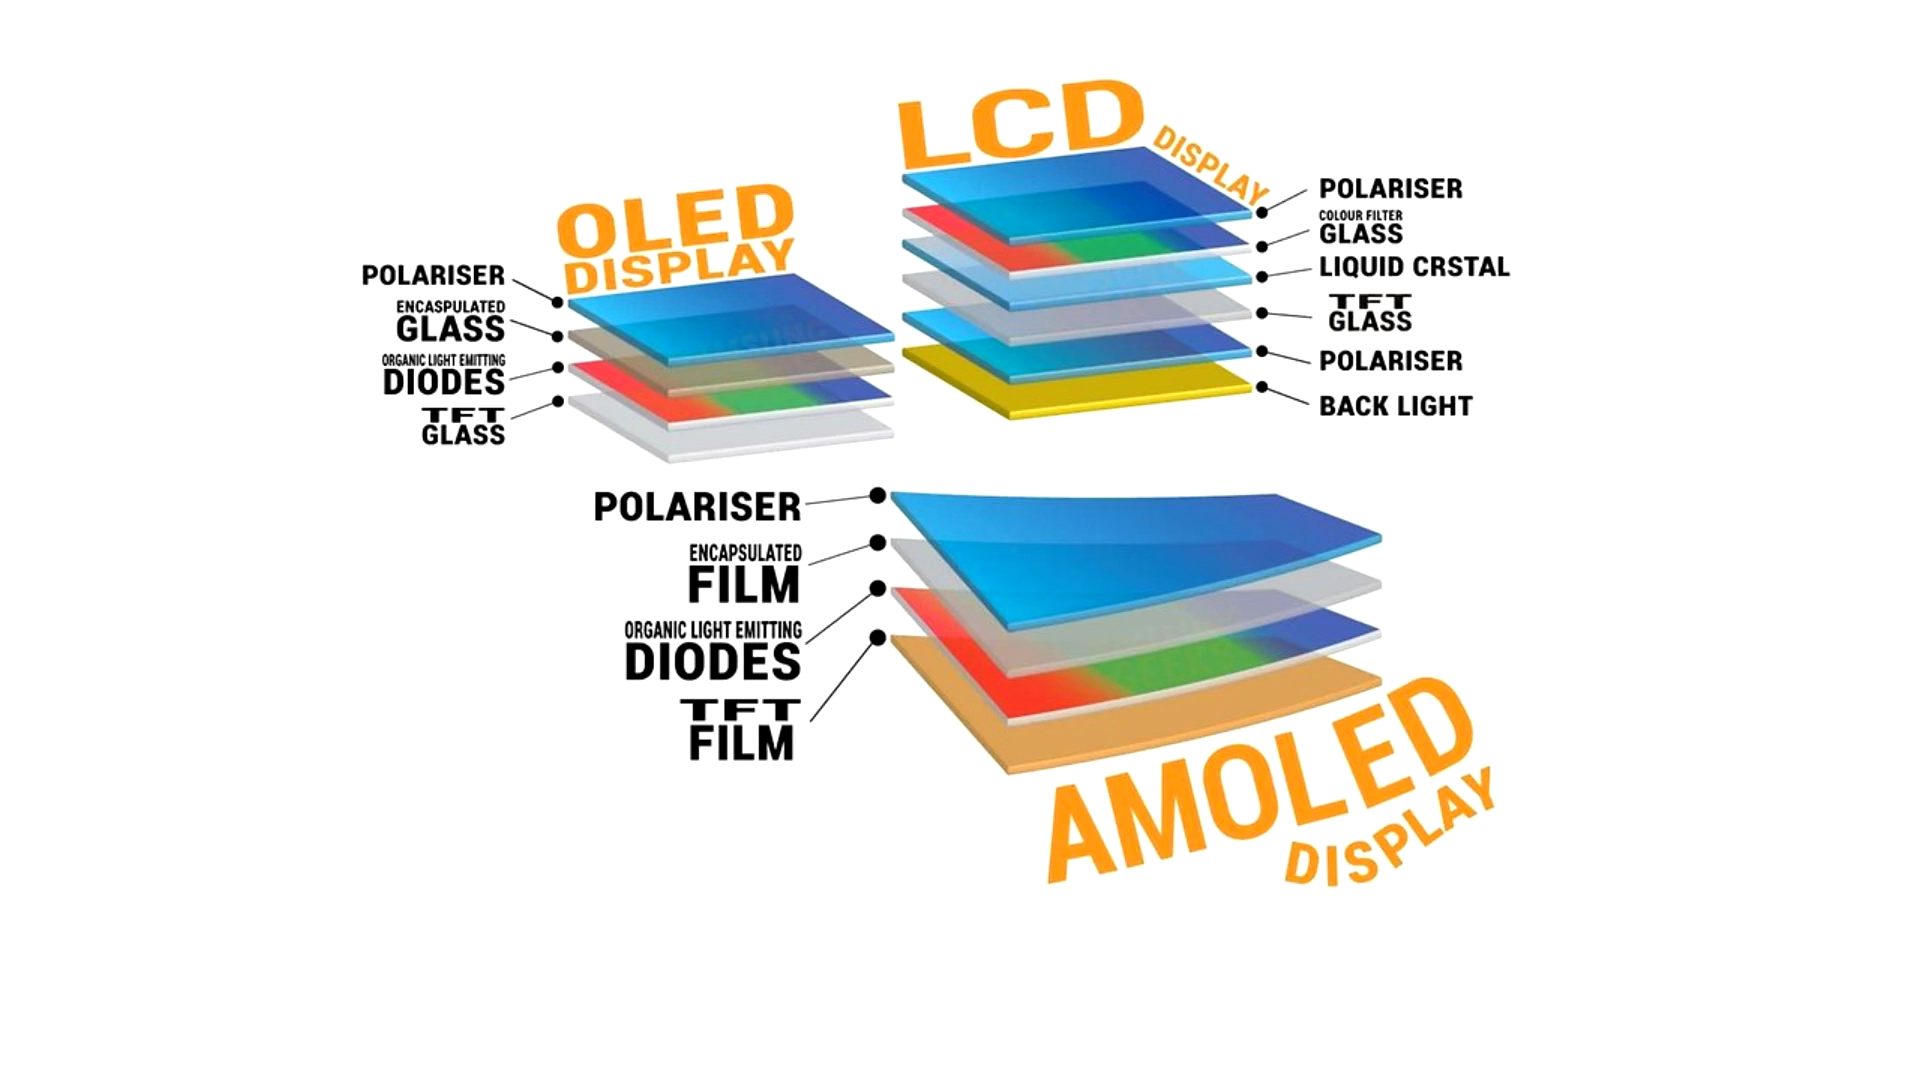 OLED
DISPLAY
POLARISER
ENCASPULATED
GLASS
ORGANIC LIGHT EMITTING
DIODES
TFT
GLASS
LCD
DISPLAY
POLARISER
COLOUR FILTER
GLASS
LIQUID CRSTAL
TFT
GLASS
POLARISER
BACK LIGHT
POLARISER
ENCAPSULATED
FILM
ORGANIC LIGHT EMITTING
DIODES
TFT
FILM
AMOLED
DISPLAY